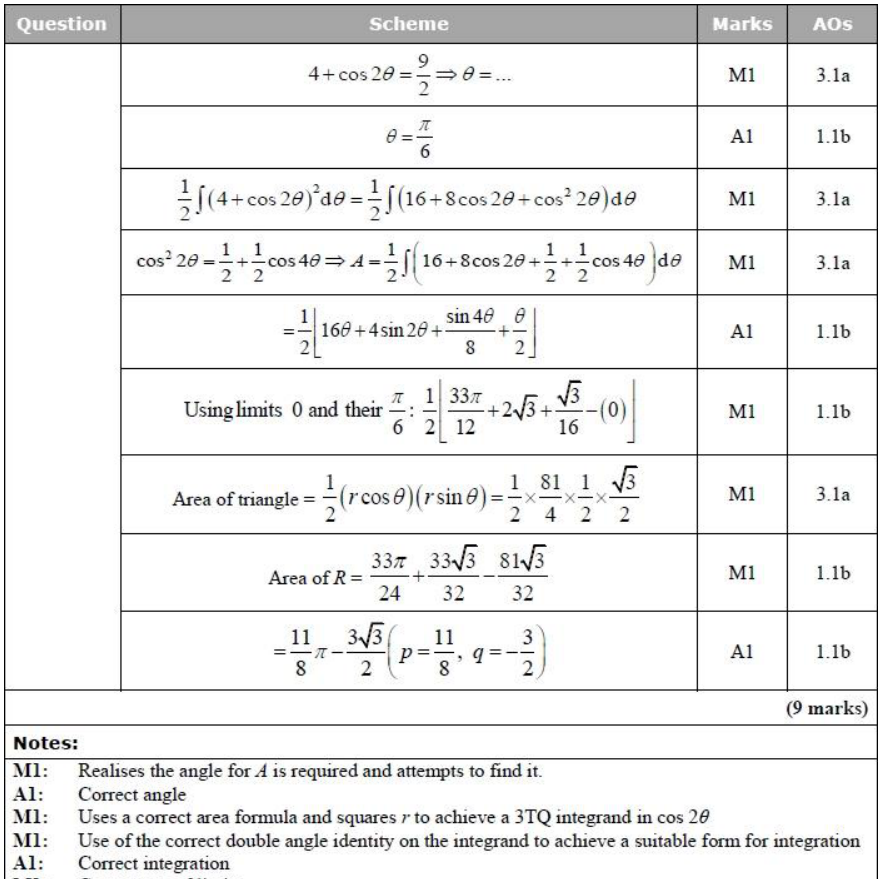 Question Scheme Marks AOs
4 + cos 2θ = 9/2 ⇒ θ = ... M1 3.1a
θ = π/6 A1 1.1b
1/2 ∫(4 + cos 2θ)² dθ = 1/2 ∫(16 + 8cos 2θ + cos² 2θ) dθ M1 3.1a
cos² 2θ = 1/2 + 1/2 cos 4θ ⇒ A = 1/2 ∫(16 + 8cos 2θ + 1/2 + 1/2 cos 4θ) dθ M1 3.1a
= 1/2 [16θ + 4 sin 2θ + sin 4θ/8 + θ/2] A1 1.1b
Using limits 0 and their π/6: 1/2 [33π/12 + 2√3 + √3/16 − (0)] M1 1.1b
Area of triangle = 1/2 (r cos θ)(r sin θ) = 1/2 × 81/4 × 1/2 × √3/2 M1 3.1a
Area of R = 33π/24 + 33√3/32 − 81√3/32 M1 1.1b
= 11/8 π − 3√3/2 (p = 11/8, q = −3/2) A1 1.1b
(9 marks)
Notes:
M1: Realises the angle for A is required and attempts to find it.
A1: Correct angle
M1: Uses a correct area formula and squares r to achieve a 3TQ integrand in cos 2θ
M1: Use of the correct double angle identity on the integrand to achieve a suitable form for integration
A1: Correct integration